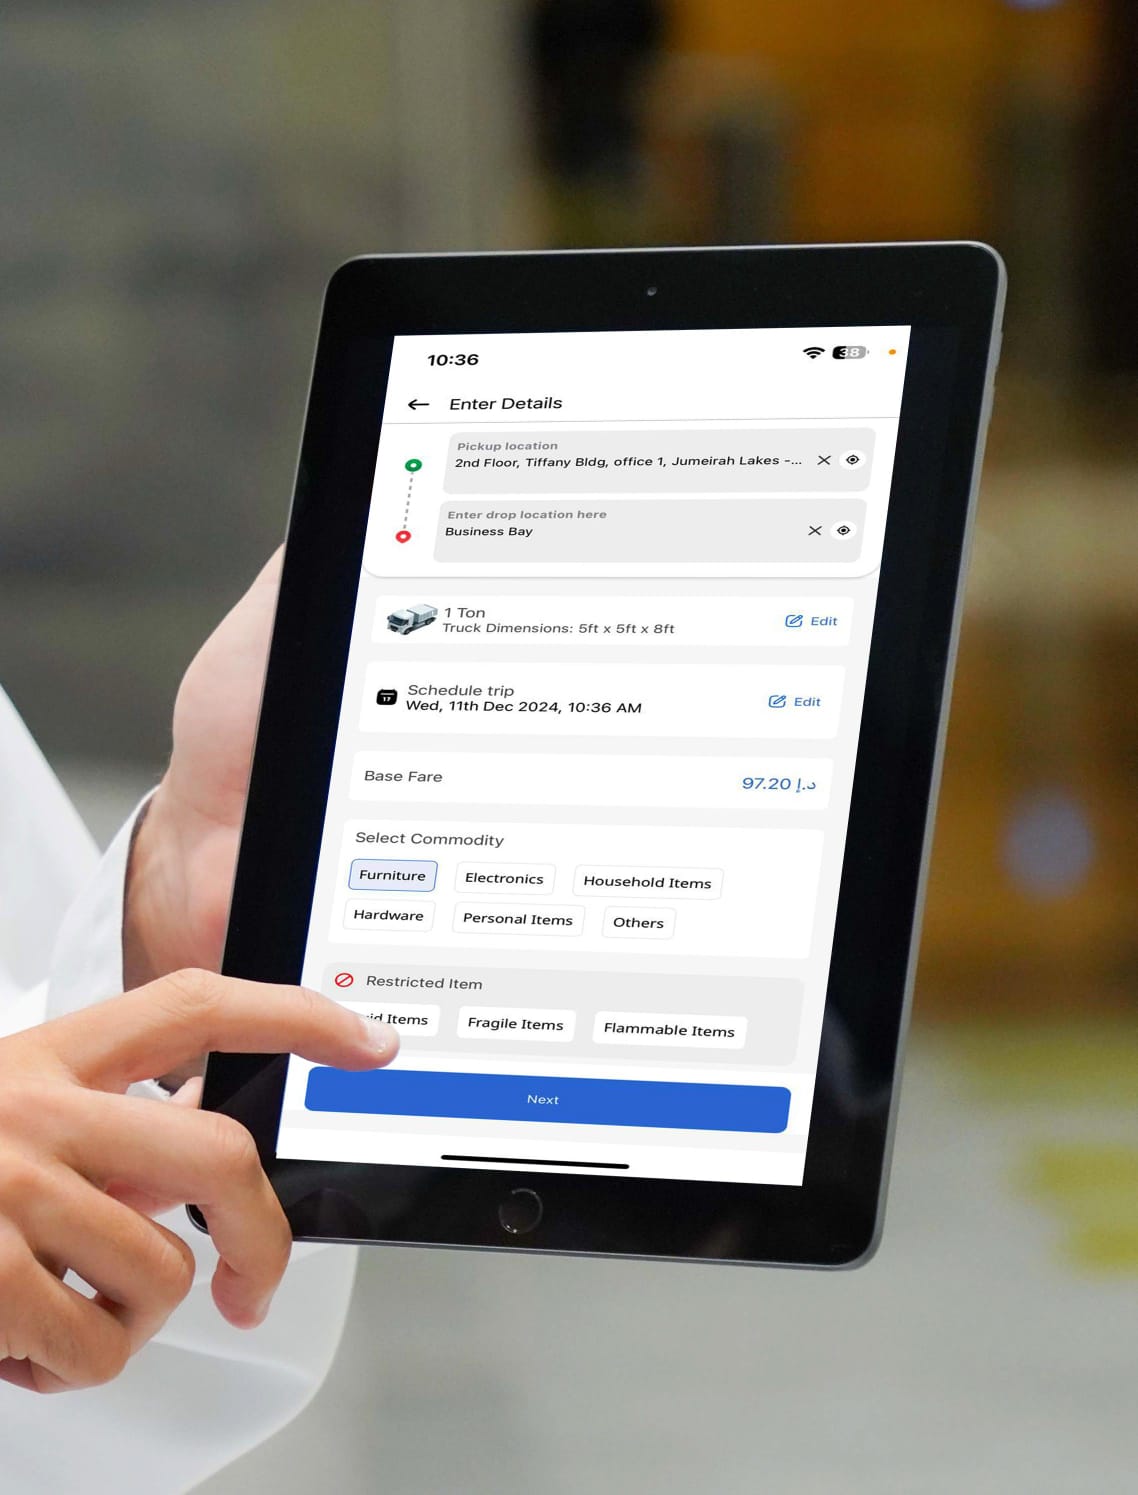 10:36
38
Enter Details
Pickup location
2nd Floor, Tiffany Bldg, office 1, Jumeirah Lakes -...
Enter drop location here
Business Bay
1 Ton
Truck Dimensions: 5ft x 5ft x 8ft
Edit
Schedule trip
17
Wed, 11th Dec 2024, 10:36 AM
Edit
Base Fare
97.20 د.إ
Select Commodity
Furniture Electronics Household Items
Hardware Personal Items Others
Restricted Item
Items Fragile Items Flammable Items
Next